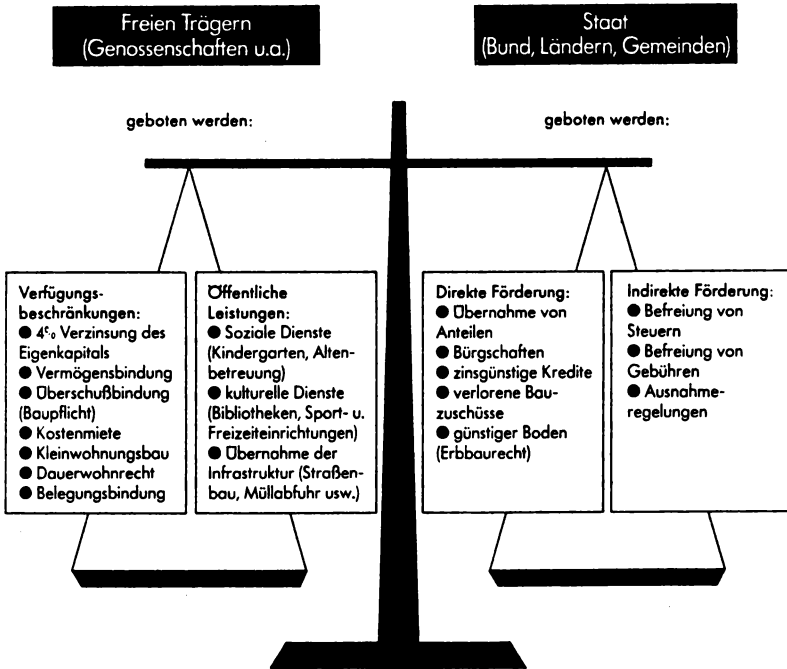 Freien Trägern
(Genossenschaften u.a.)
geboten werden:
Verfügungs-
beschränkungen:
● 4% Verzinsung des
Eigenkapitals
● Vermögensbindung
● Überschußbindung
(Baupflicht)
● Kostenmiete
● Kleinwohnungsbau
● Dauerwohnrecht
● Belegungsbindung
Öffentliche
Leistungen:
● Soziale Dienste
(Kindergarten, Alten-
betreuung)
● kulturelle Dienste
(Bibliotheken, Sport- u.
Freizeiteinrichtungen)
● Übernahme der
Infrastruktur (Straßen-
bau, Müllabfuhr usw.)
Staat
(Bund, Ländern, Gemeinden)
geboten werden:
Direkte Förderung:
● Übernahme von
Anteilen
● Bürgschaften
● zinsgünstige Kredite
● verlorene Bau-
zuschüsse
● günstiger Boden
(Erbbaurecht)
Indirekte Förderung:
● Befreiung von
Steuern
● Befreiung von
Gebühren
● Ausnahme-
regelungen